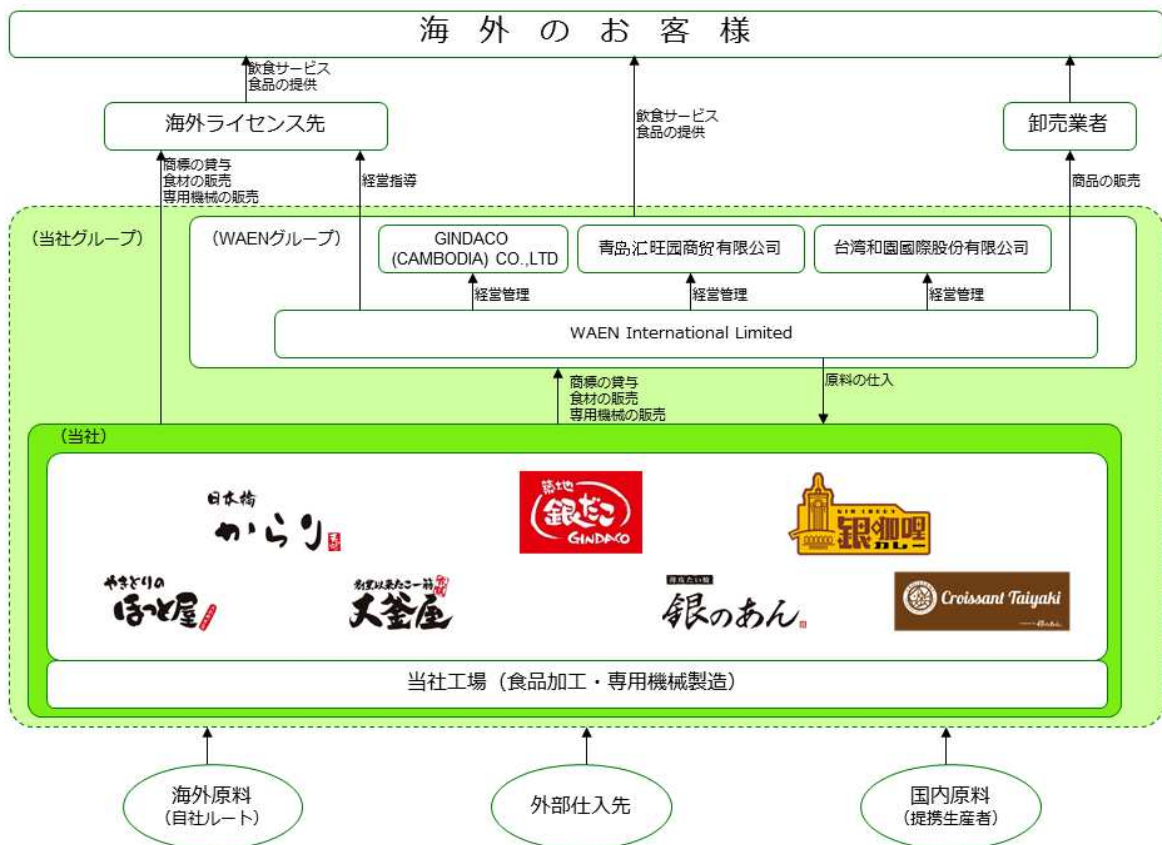 海外のお客様
飲食サービス
食品の提供
飲食サービス
食品の提供
海外ライセンス先
卸売業者
商標の貸与
食材の販売
専用機械の販売
経営指導
商品の販売
（当社グループ）
（WAENグループ）
GINDACO
(CAMBODIA) CO.,LTD
青岛汇旺园商贸有限公司
台湾和園國際股份有限公司
経営管理
経営管理
経営管理
WAEN International Limited
商標の貸与
食材の販売
専用機械の販売
原料の仕入
（当社）
日本橋
からり
築地
銀だこ
GINDACO
銀咖喱
カレー
やきとりの
ほっと屋
創業以来たこ一筋
大釜屋
銀のあん
Croissant Taiyaki
当社工場（食品加工・専用機械製造）
海外原料
（自社ルート）
外部仕入先
国内原料
（提携生産者）